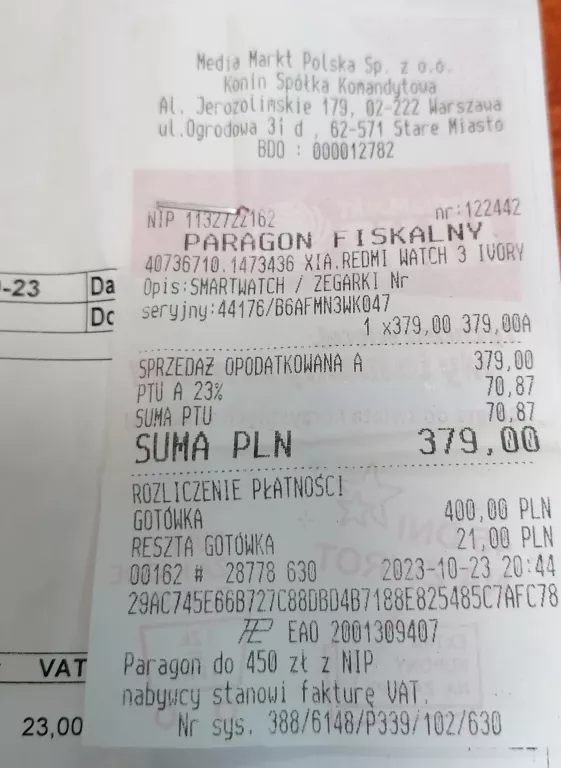 Media Markt Polska Sp. z o.o.
Konin Spółka Komandytowa
Al. Jerozolimskie 179, 02-222 Warszawa
ul.Ogrodowa 31 d , 62-571 Stare Miasto
BDO : 000012782
NIP 1132722162 nr:122442
PARAGON FISKALNY
40736710.1473436 XIA.REDMI WATCH 3 IVORY
Opis:SMARTWATCH / ZEGARKI Nr
seryjny:44176/B6AFMN3WK047
1 x379,00 379,00A
SPRZEDAŻ OPODATKOWANA A 379,00
PTU A 23% 70,87
SUMA PTU 70,87
SUMA PLN 379,00
ROZLICZENIE PŁATNOŚCI
GOTÓWKA 400,00 PLN
RESZTA GOTÓWKA 21,00 PLN
00162 # 28778 630 2023-10-23 20:44
29AC745E66B727C88DBD4B7188E825485C7AFC78
EAO 2001309407
Paragon do 450 zł z NIP
nabywcy stanowi fakturę VAT.
Nr sys. 388/6148/P339/102/630
-23 Da
Do
VAT
23,00